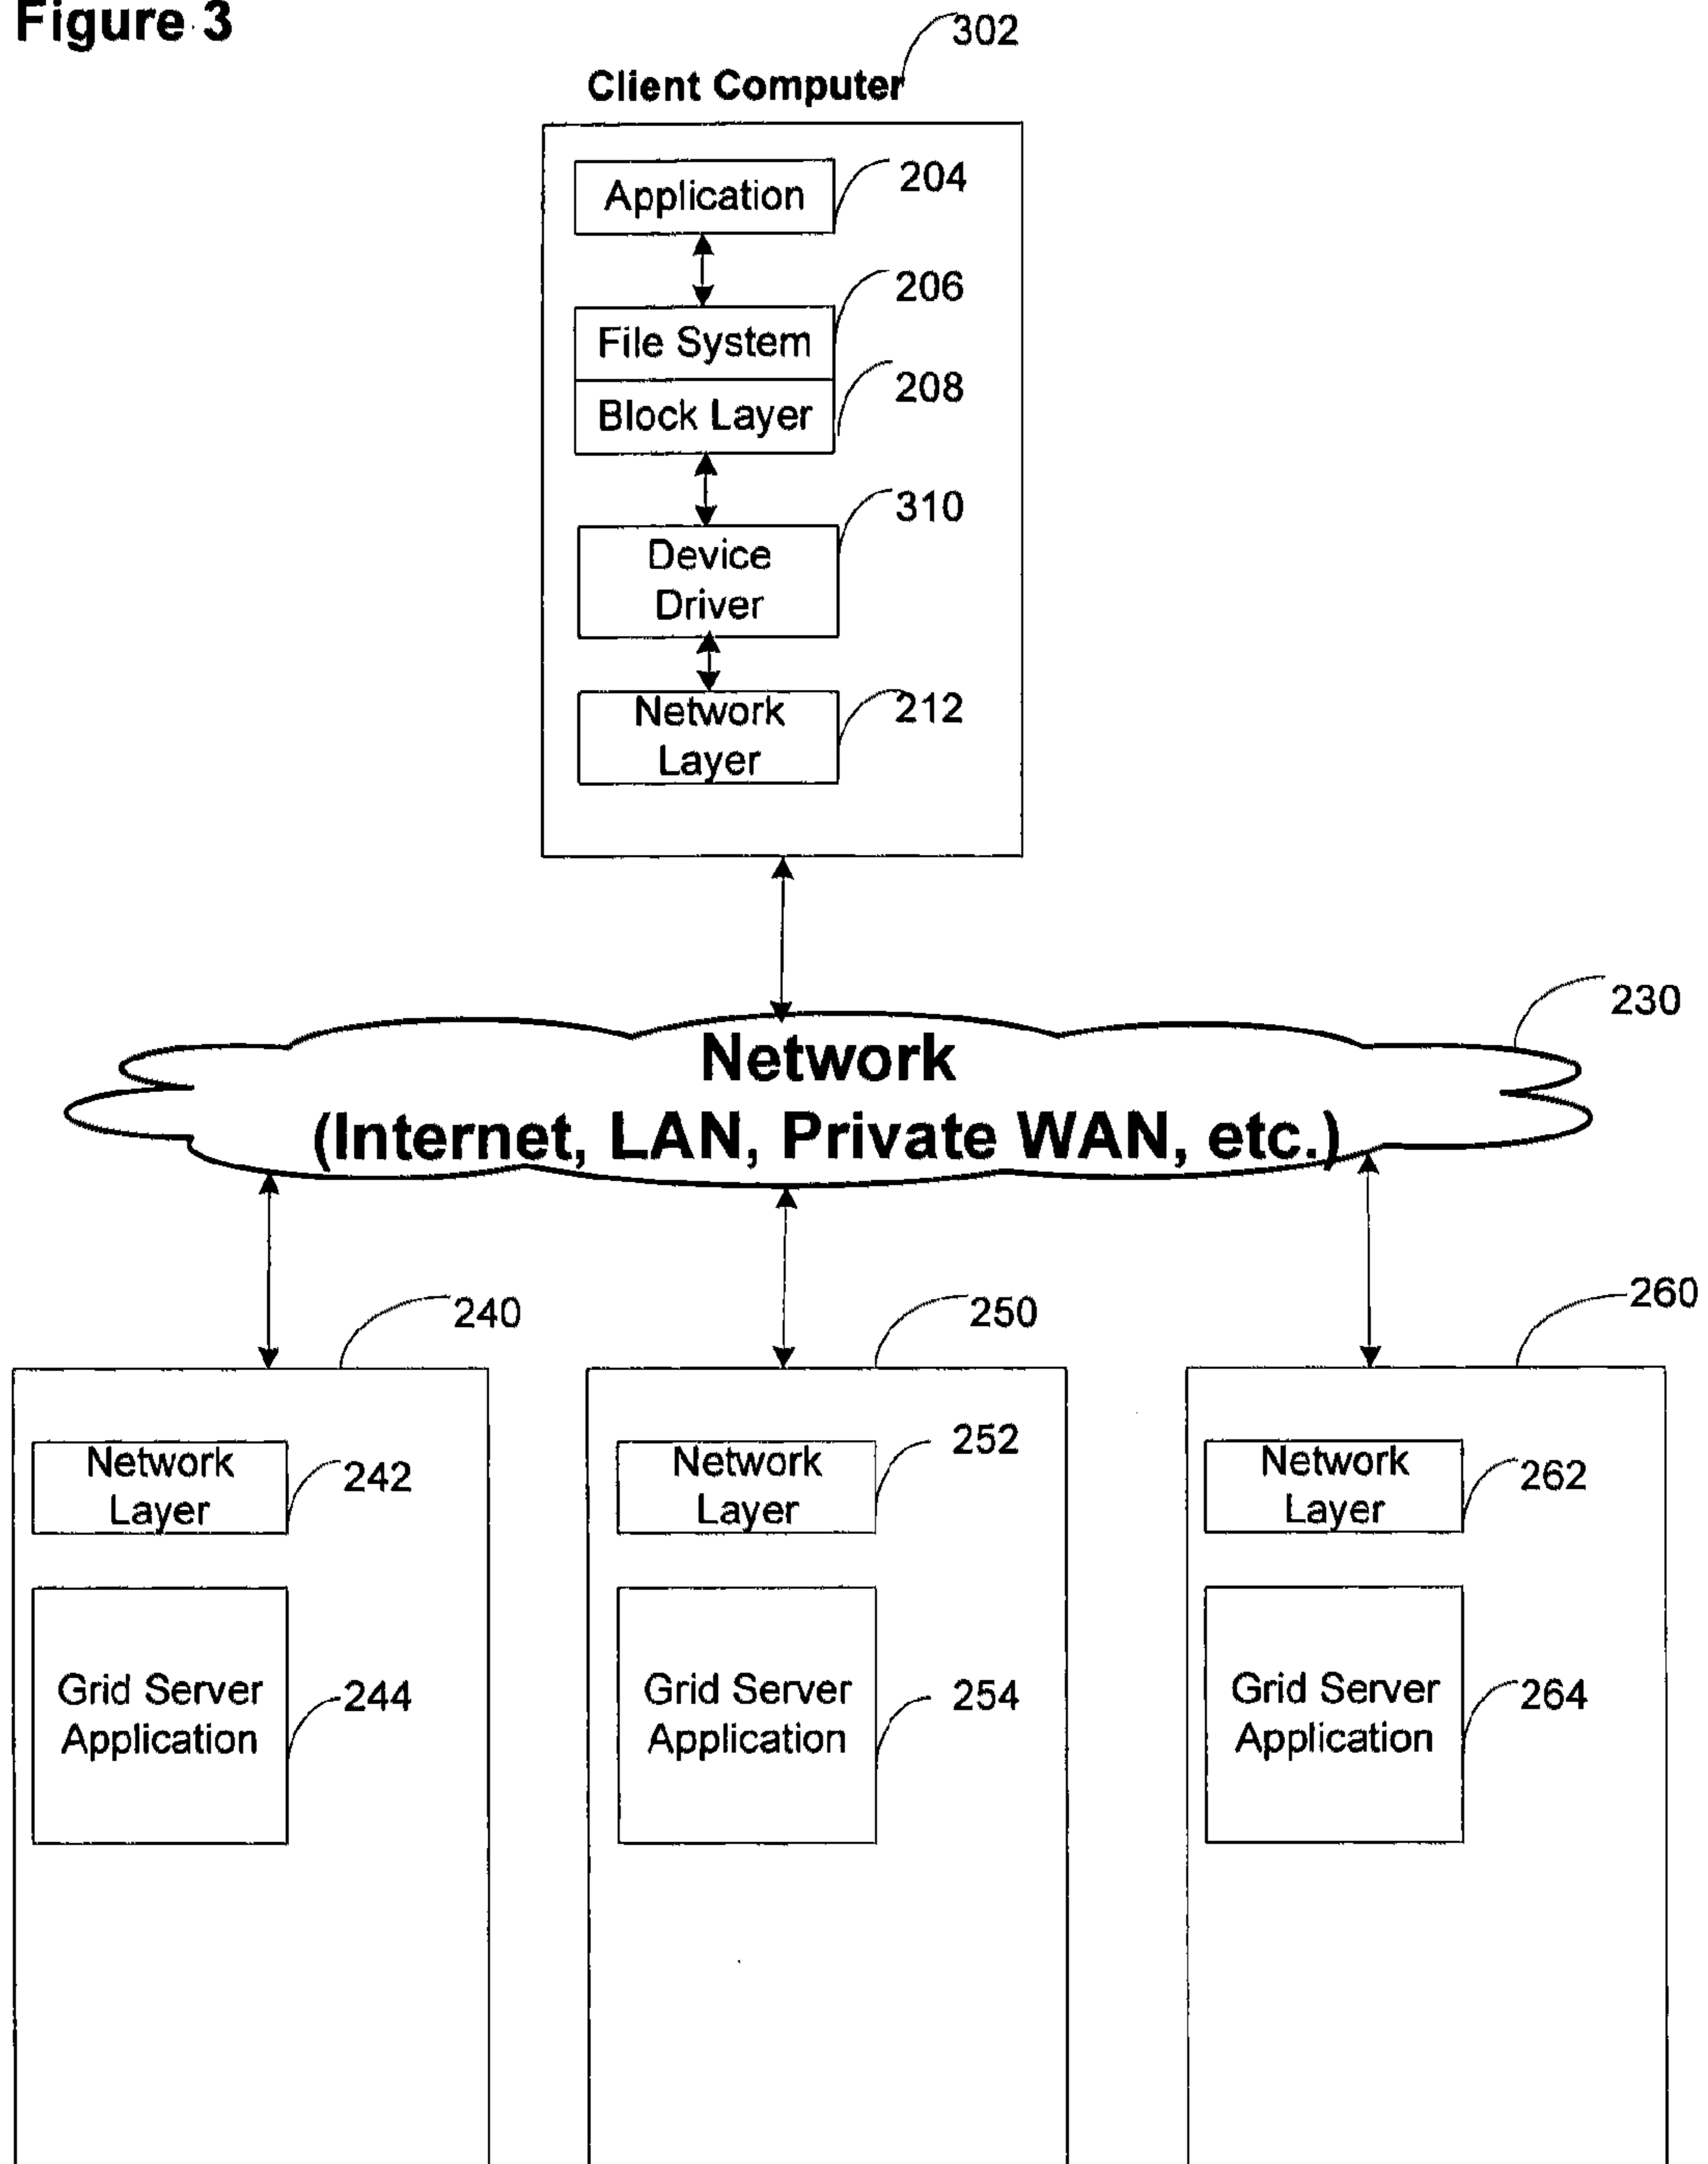 Figure 3
302
Client Computer
Application
204
206
File System
208
Block Layer
310
Device
Driver
Network
Layer
212
230
Network
(Internet, LAN, Private WAN, etc.)
240
250
260
Network
Layer
242
Network
Layer
252
Network
Layer
262
Grid Server
Application
244
Grid Server
Application
254
Grid Server
Application
264